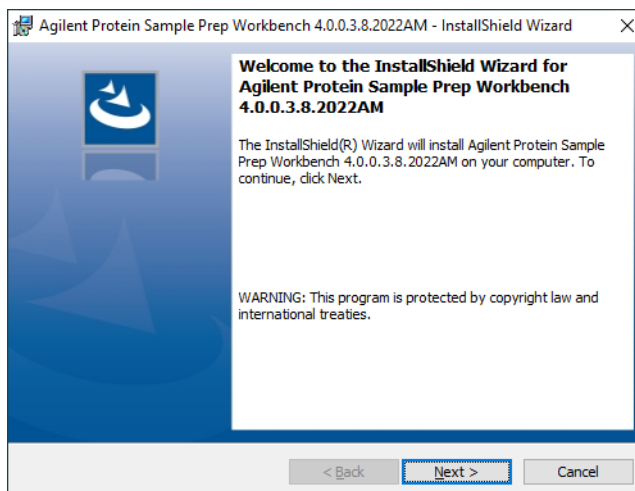 Agilent Protein Sample Prep Workbench 4.0.0.3.8.2022AM - InstallShield Wizard
Welcome to the InstallShield Wizard for
Agilent Protein Sample Prep Workbench
4.0.0.3.8.2022AM
The InstallShield(R) Wizard will install Agilent Protein Sample
Prep Workbench 4.0.0.3.8.2022AM on your computer. To
continue, click Next.
WARNING: This program is protected by copyright law and
international treaties.
< Back Next > Cancel